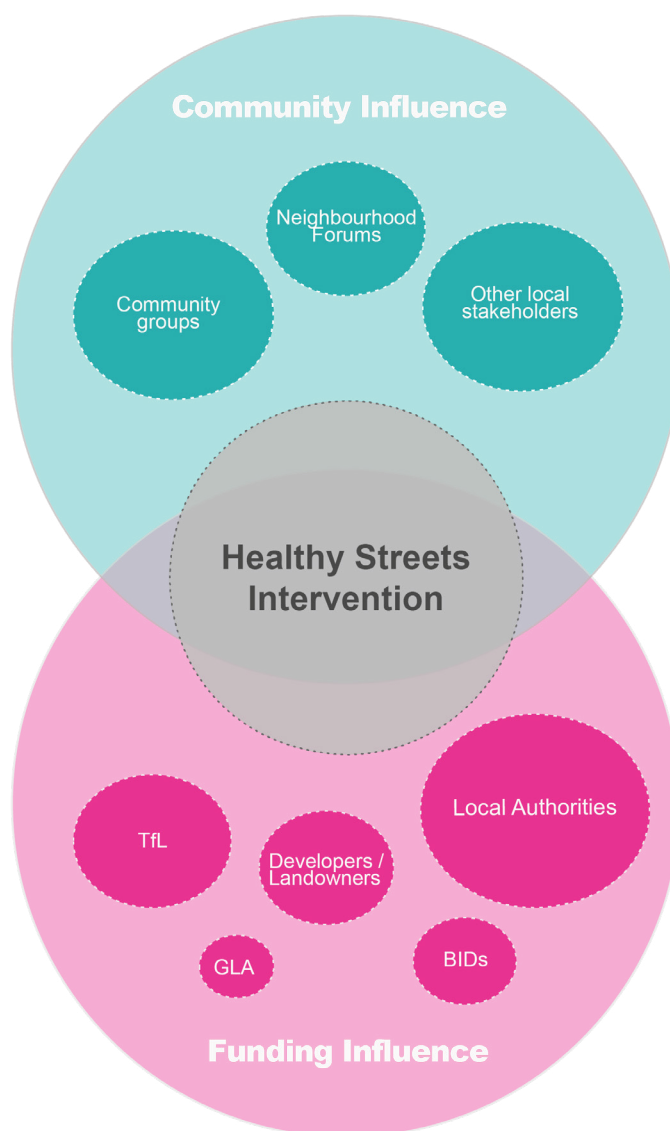 Community Influence
Neighbourhood
Forums
Community
groups
Other local
stakeholders
Healthy Streets
Intervention
Local Authorities
TfL
Developers /
Landowners
GLA
BIDs
Funding Influence